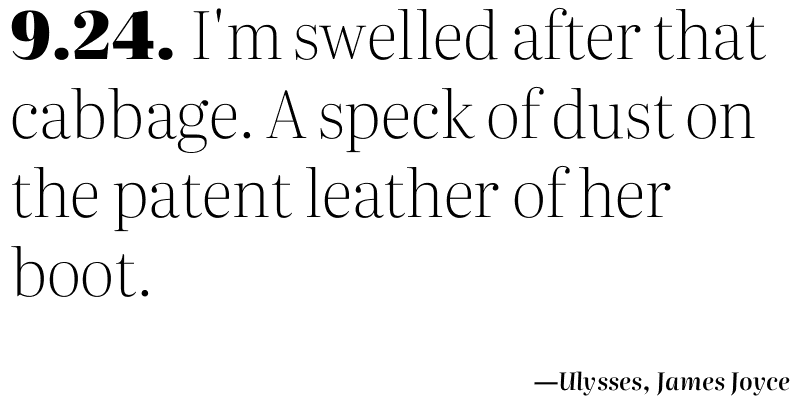 9.24. I'm swelled after that
cabbage. A speck of dust on
the patent leather of her
boot.
—Ulysses, James Joyce